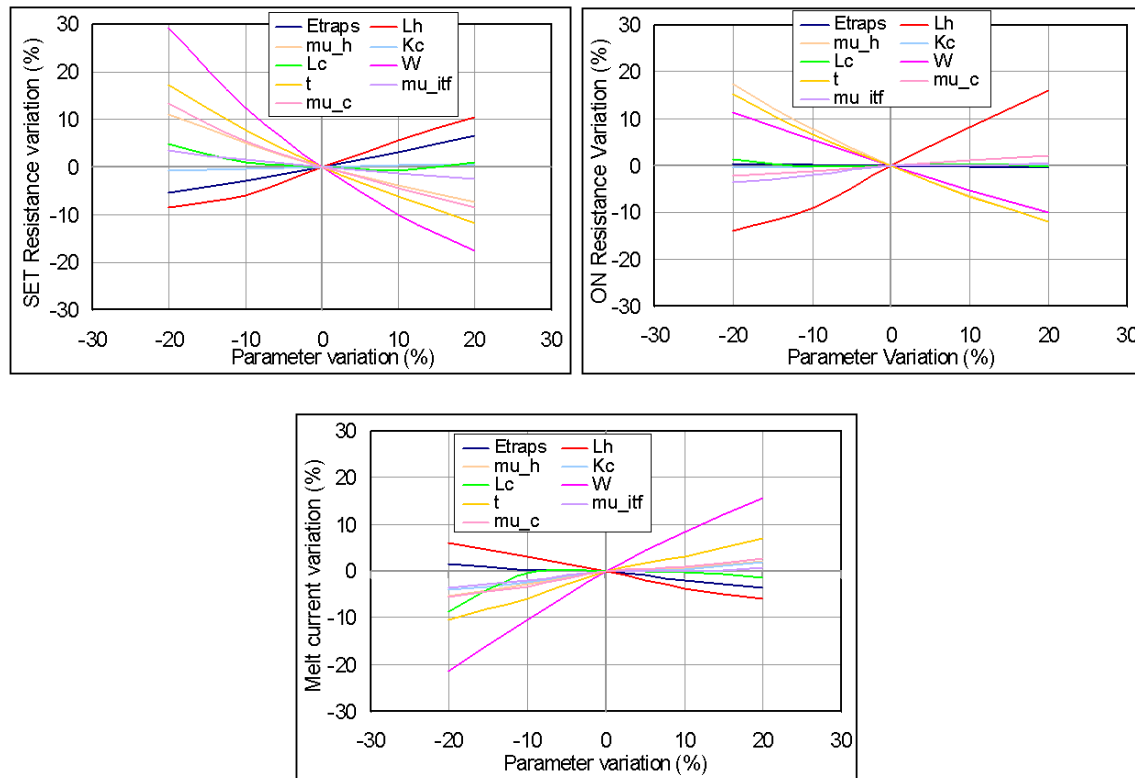 SET Resistance variation (%)
30
20
10
0
-10
-20
-30
Etraps Lh
mu_h Kc
Lc W
t mu_itf
mu_c
-30 -20 -10 0 10 20 30
Parameter variation (%)
ON Resistance Variation (%)
30
20
10
0
-10
-20
-30
Etraps Lh
mu_h Kc
Lc W
t mu_c
mu_itf
-30 -20 -10 0 10 20 30
Parameter Variation (%)
Melt current variation (%)
30
20
10
0
-10
-20
-30
Etraps Lh
mu_h Kc
Lc W
t mu_itf
mu_c
-30 -20 -10 0 10 20 30
Parameter variation (%)